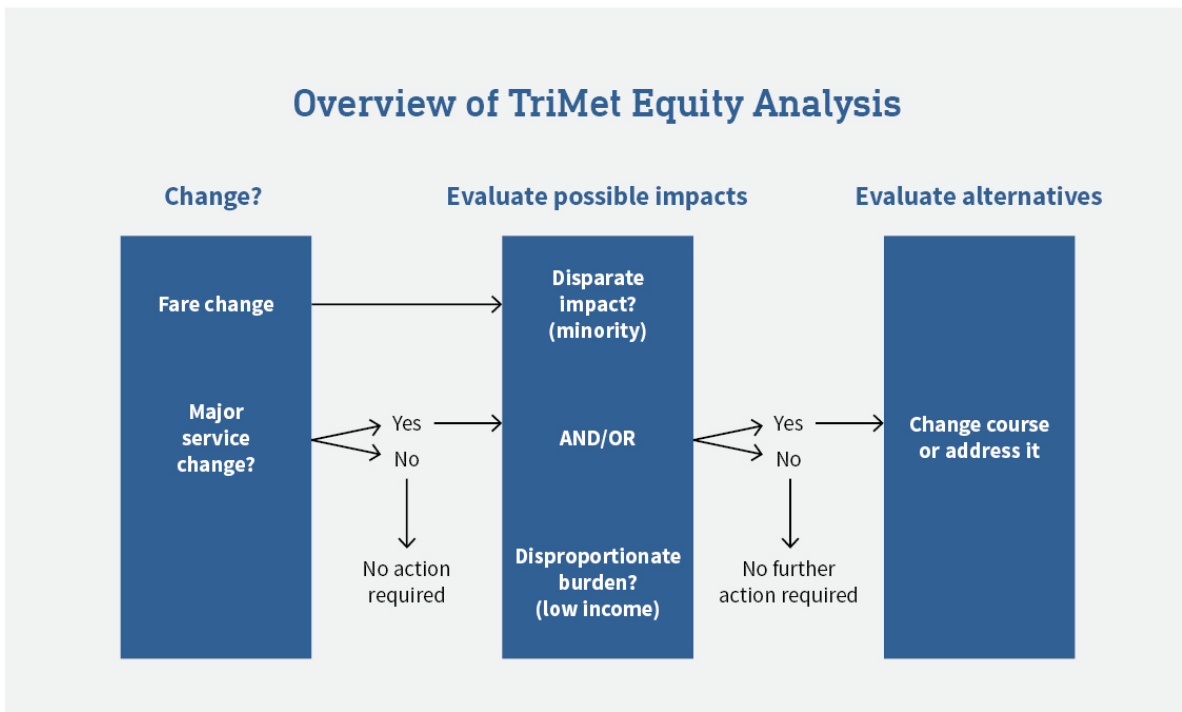 Overview of TriMet Equity Analysis
Change?
Evaluate possible impacts
Evaluate alternatives
Fare change
Major
service
change?
Yes
No
No action
required
Disparate
impact?
(minority)
AND/OR
Disproportionate
burden?
(low income)
Yes
No
No further
action required
Change course
or address it